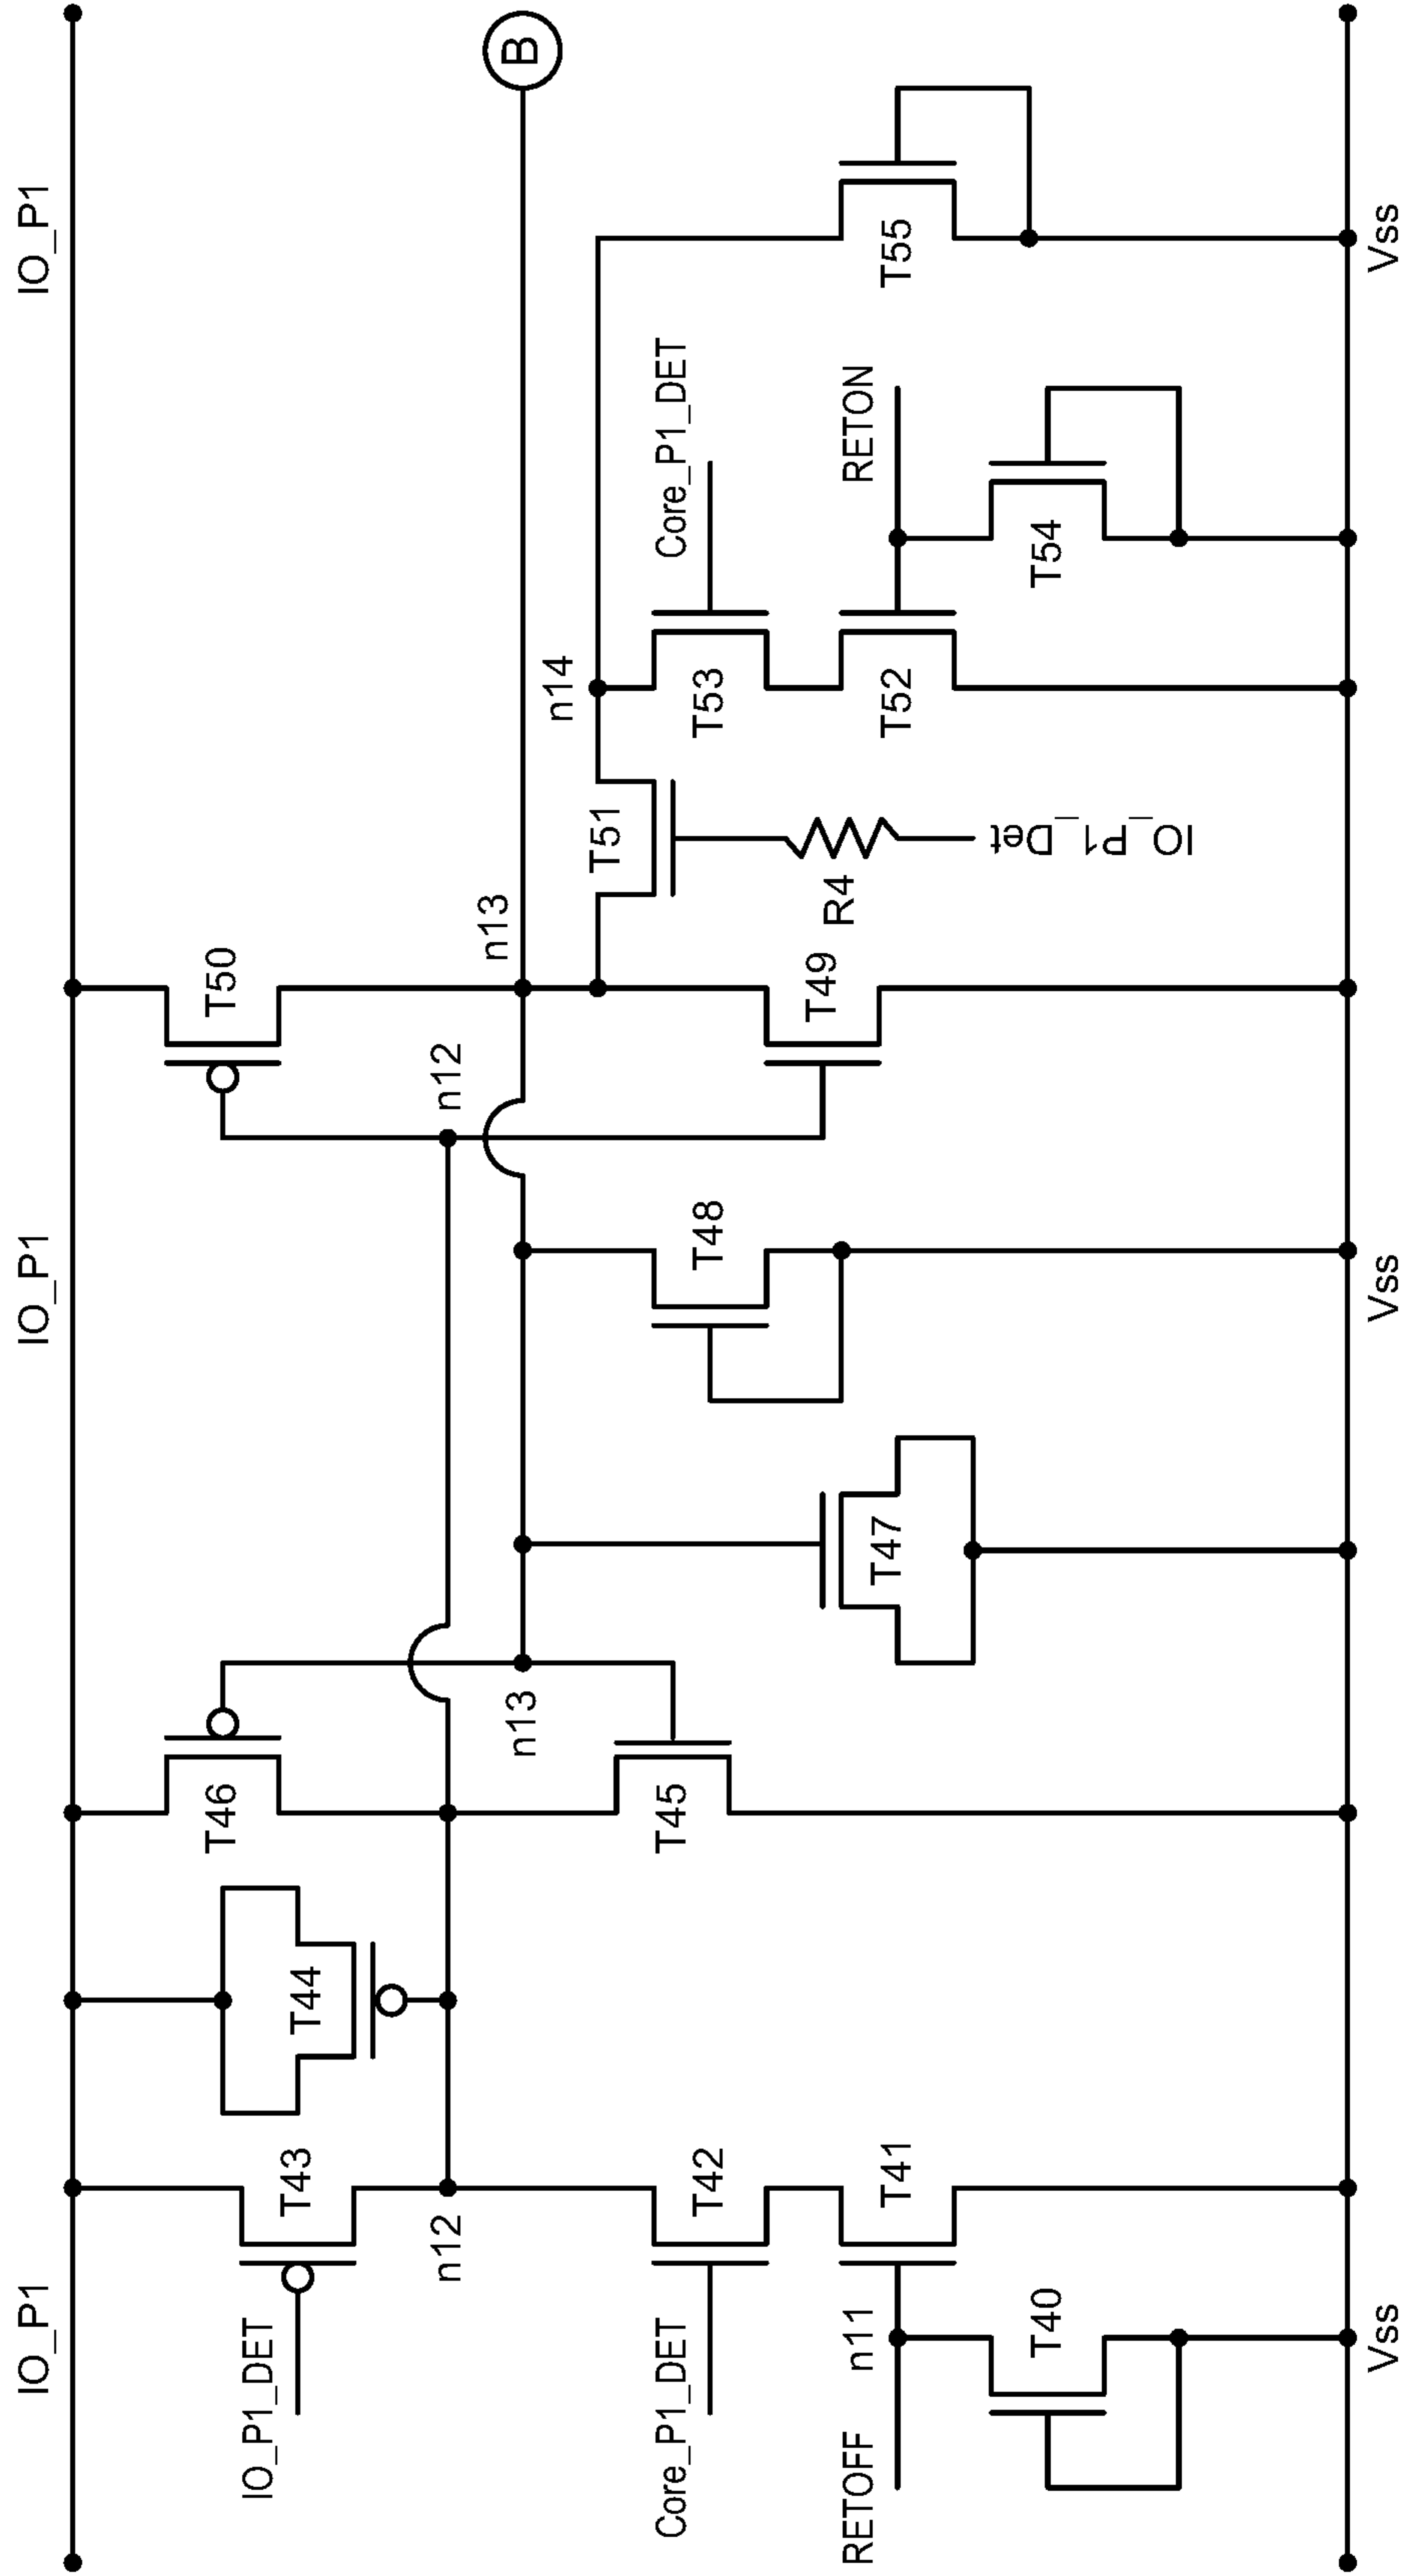 IO_P1
IO_P1
IO_P1
IO_P1_DET
T43
T44
T46
T50
n12
n12
n13
n13
B
Core_P1_DET
T42
T45
T48
T51
n14
T53
Core_P1_DET
RETOFF
n11
T41
T47
T49
R4
IO_P1_Det
T52
RETON
T55
T40
T54
Vss
Vss
Vss